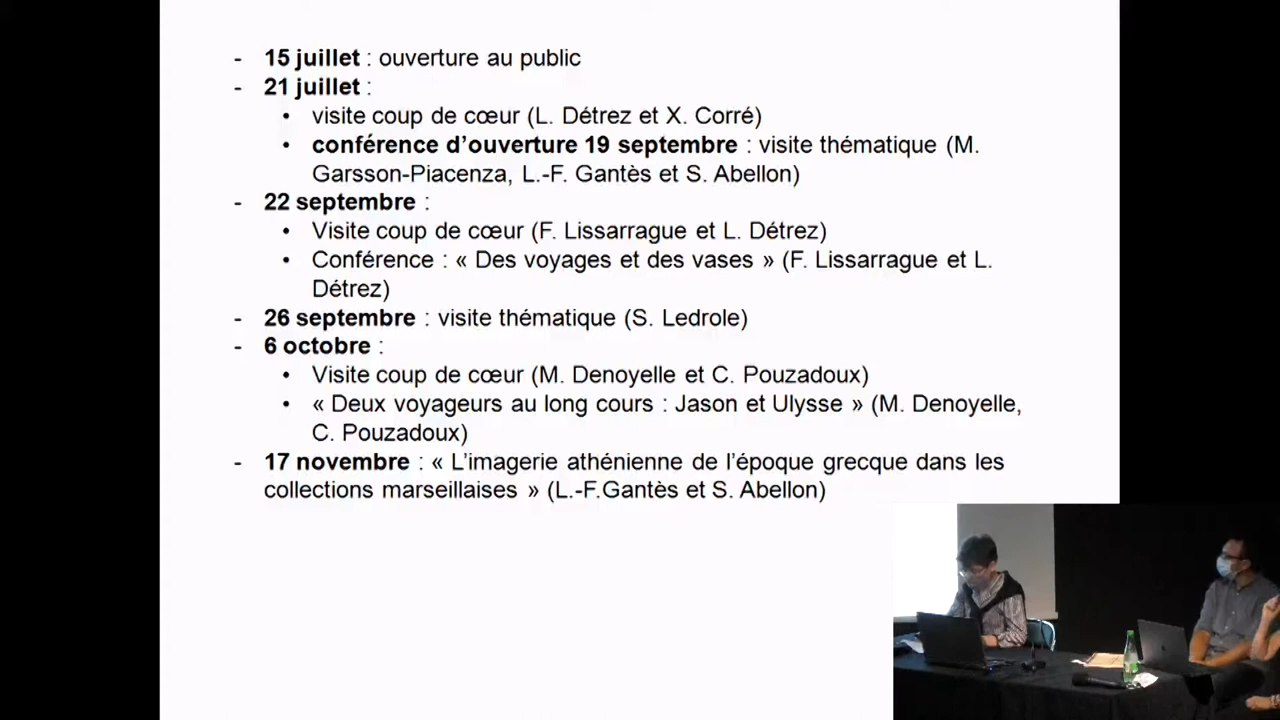 - 15 juillet : ouverture au public
- 21 juillet :
• visite coup de cœur (L. Détrez et X. Corré)
• conférence d’ouverture 19 septembre : visite thématique (M.
Garsson-Piacenza, L.-F. Gantès et S. Abellon)
- 22 septembre :
• Visite coup de cœur (F. Lissarrague et L. Détrez)
• Conférence : « Des voyages et des vases » (F. Lissarrague et L.
Détrez)
- 26 septembre : visite thématique (S. Ledrole)
- 6 octobre :
• Visite coup de cœur (M. Denoyelle et C. Pouzadoux)
• « Deux voyageurs au long cours : Jason et Ulysse » (M. Denoyelle,
C. Pouzadoux)
- 17 novembre : « L’imagerie athénienne de l’époque grecque dans les
collections marseillaises » (L.-F.Gantès et S. Abellon)